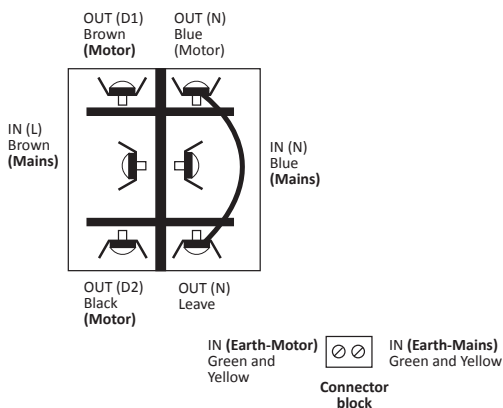 OUT (D1)
Brown
(Motor)
OUT (N)
Blue
(Motor)
IN (L)
Brown
(Mains)
IN (N)
Blue
(Mains)
OUT (D2)
Black
(Motor)
OUT (N)
Leave
IN (Earth-Motor)
Green and
Yellow
IN (Earth-Mains)
Green and Yellow
Connector
block